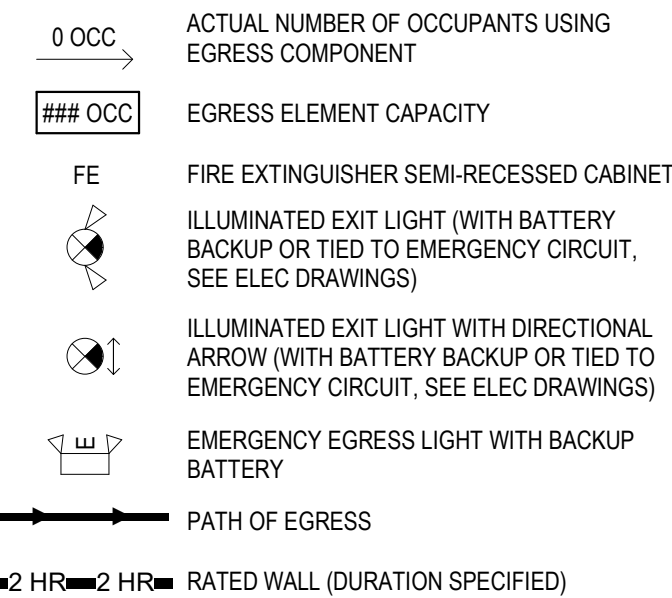 0 OCC
ACTUAL NUMBER OF OCCUPANTS USING
EGRESS COMPONENT
### OCC
EGRESS ELEMENT CAPACITY
FE
FIRE EXTINGUISHER SEMI-RECESSED CABINET
ILLUMINATED EXIT LIGHT (WITH BATTERY
BACKUP OR TIED TO EMERGENCY CIRCUIT,
SEE ELEC DRAWINGS)
ILLUMINATED EXIT LIGHT WITH DIRECTIONAL
ARROW (WITH BATTERY BACKUP OR TIED TO
EMERGENCY CIRCUIT, SEE ELEC DRAWINGS)
E
EMERGENCY EGRESS LIGHT WITH BACKUP
BATTERY
PATH OF EGRESS
2 HR 2 HR
RATED WALL (DURATION SPECIFIED)